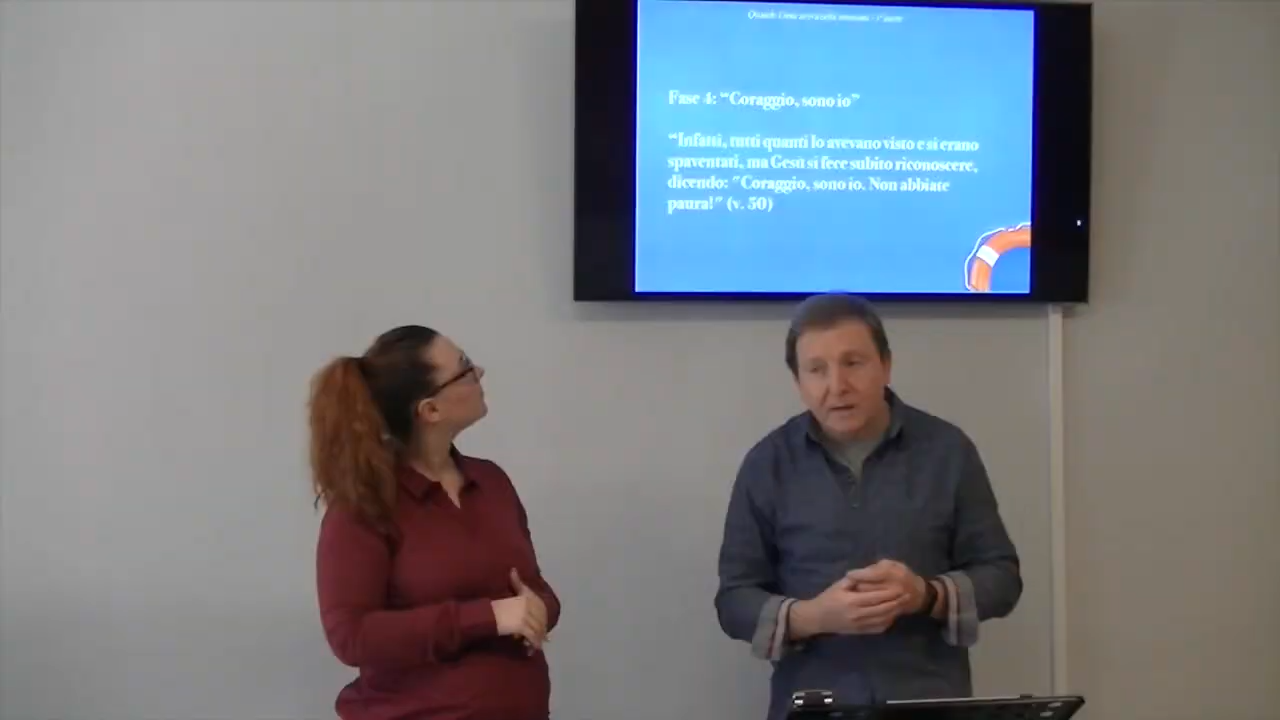 Fase 4: “Coraggio, sono io”
“Infatti, tutti quanti lo avevano visto e si erano
spaventati, ma Gesù si fece subito riconoscere,
dicendo: "Coraggio, sono io. Non abbiate
paura!" (v. 50)